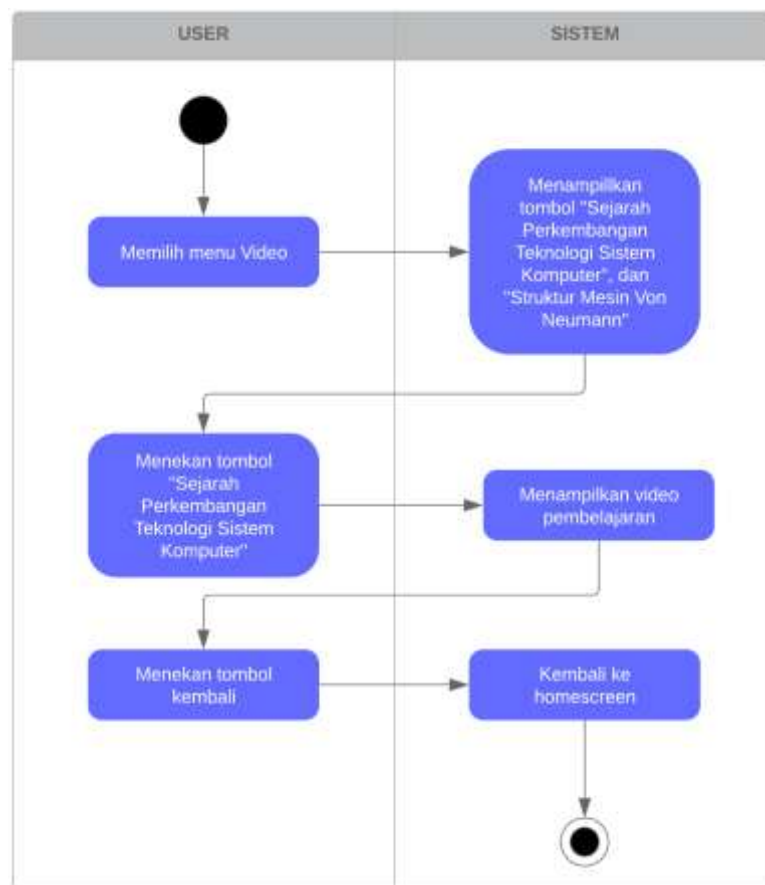 USER
SISTEM
Memilih menu Video
Menampillkan
tombol "Sejarah
Perkembangan
Teknologi Sistem
Komputer", dan
"Struktur Mesin Von
Neumann"
Menekan tombol
"Sejarah
Perkembangan
Teknologi Sistem
Komputer"
Menampilkan video
pembelajaran
Menekan tombol
kembali
Kembali ke
homescreen